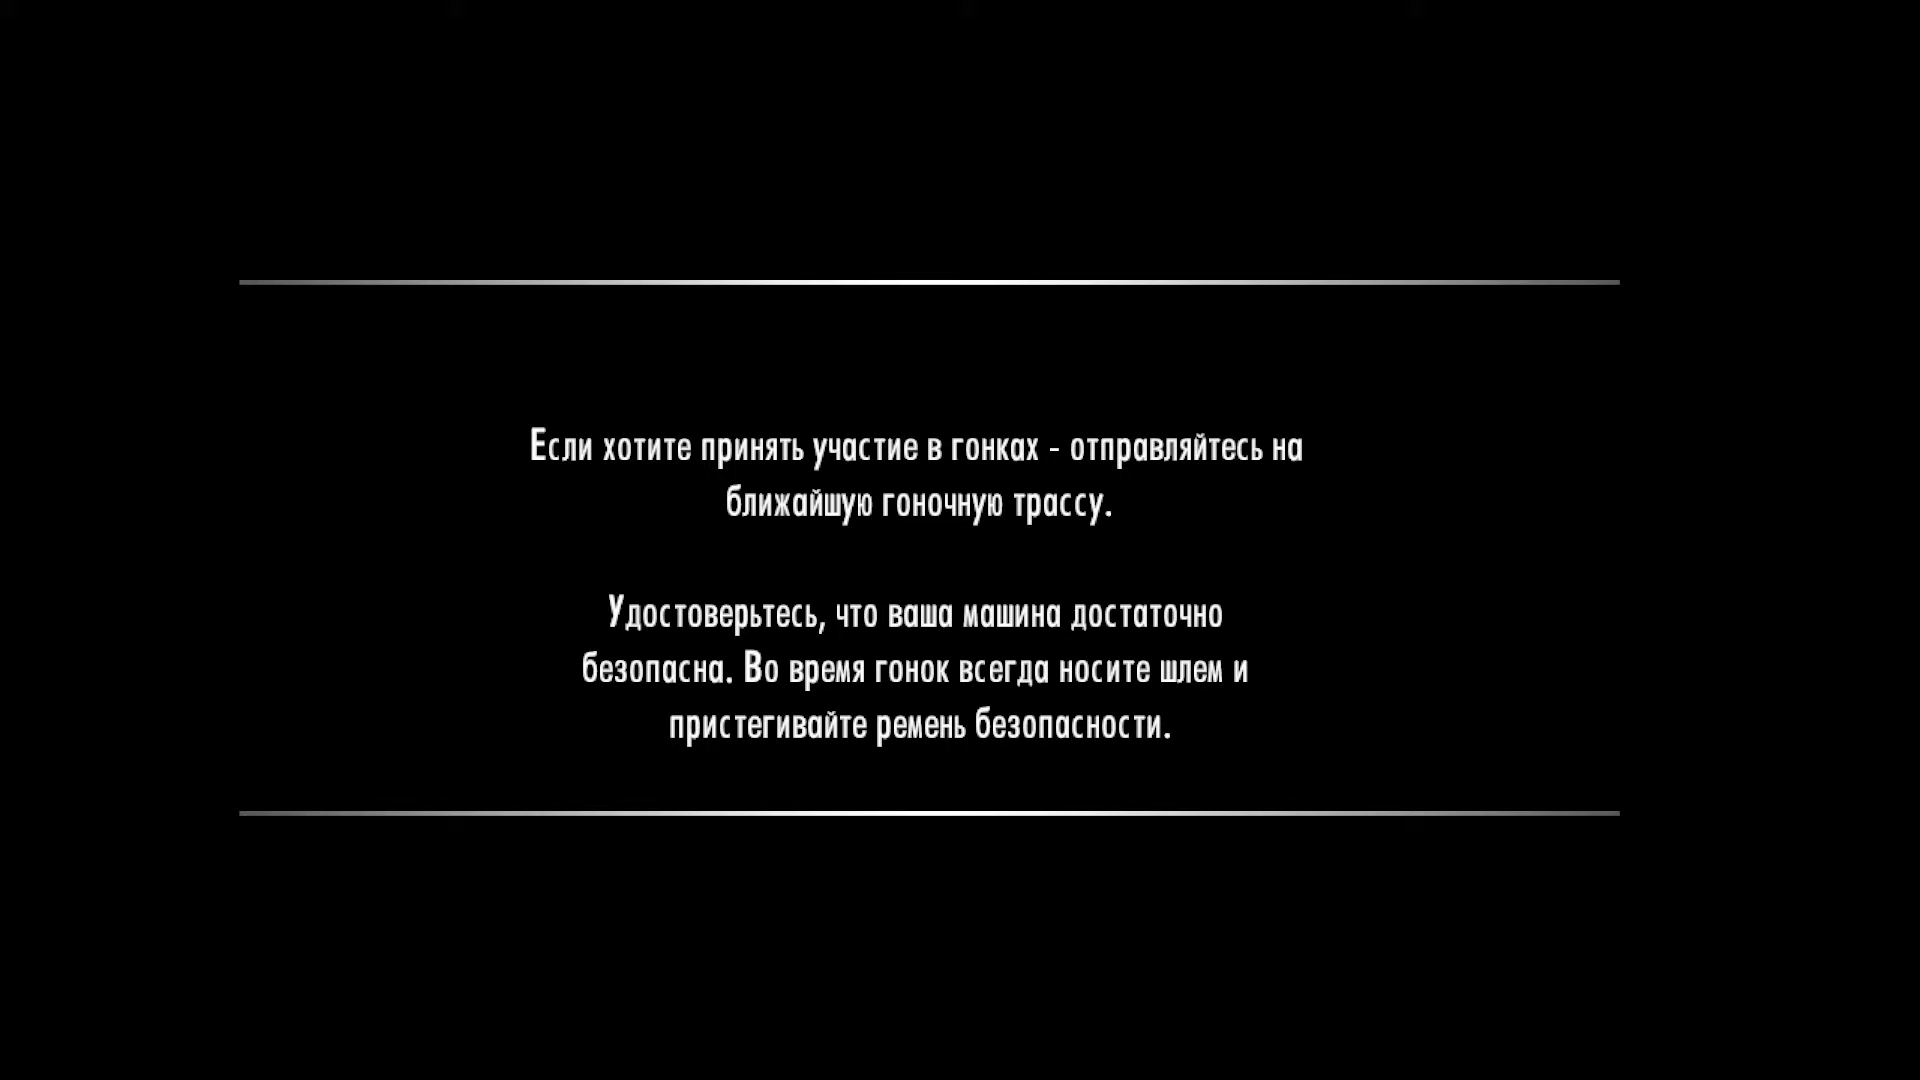 Если хотите принять участие в гонках - отправляйтесь на
ближайшую гоночную трассу.
Удостоверьтесь, что ваша машина достаточно
безопасна. Во время гонок всегда носите шлем и
пристегивайте ремень безопасности.